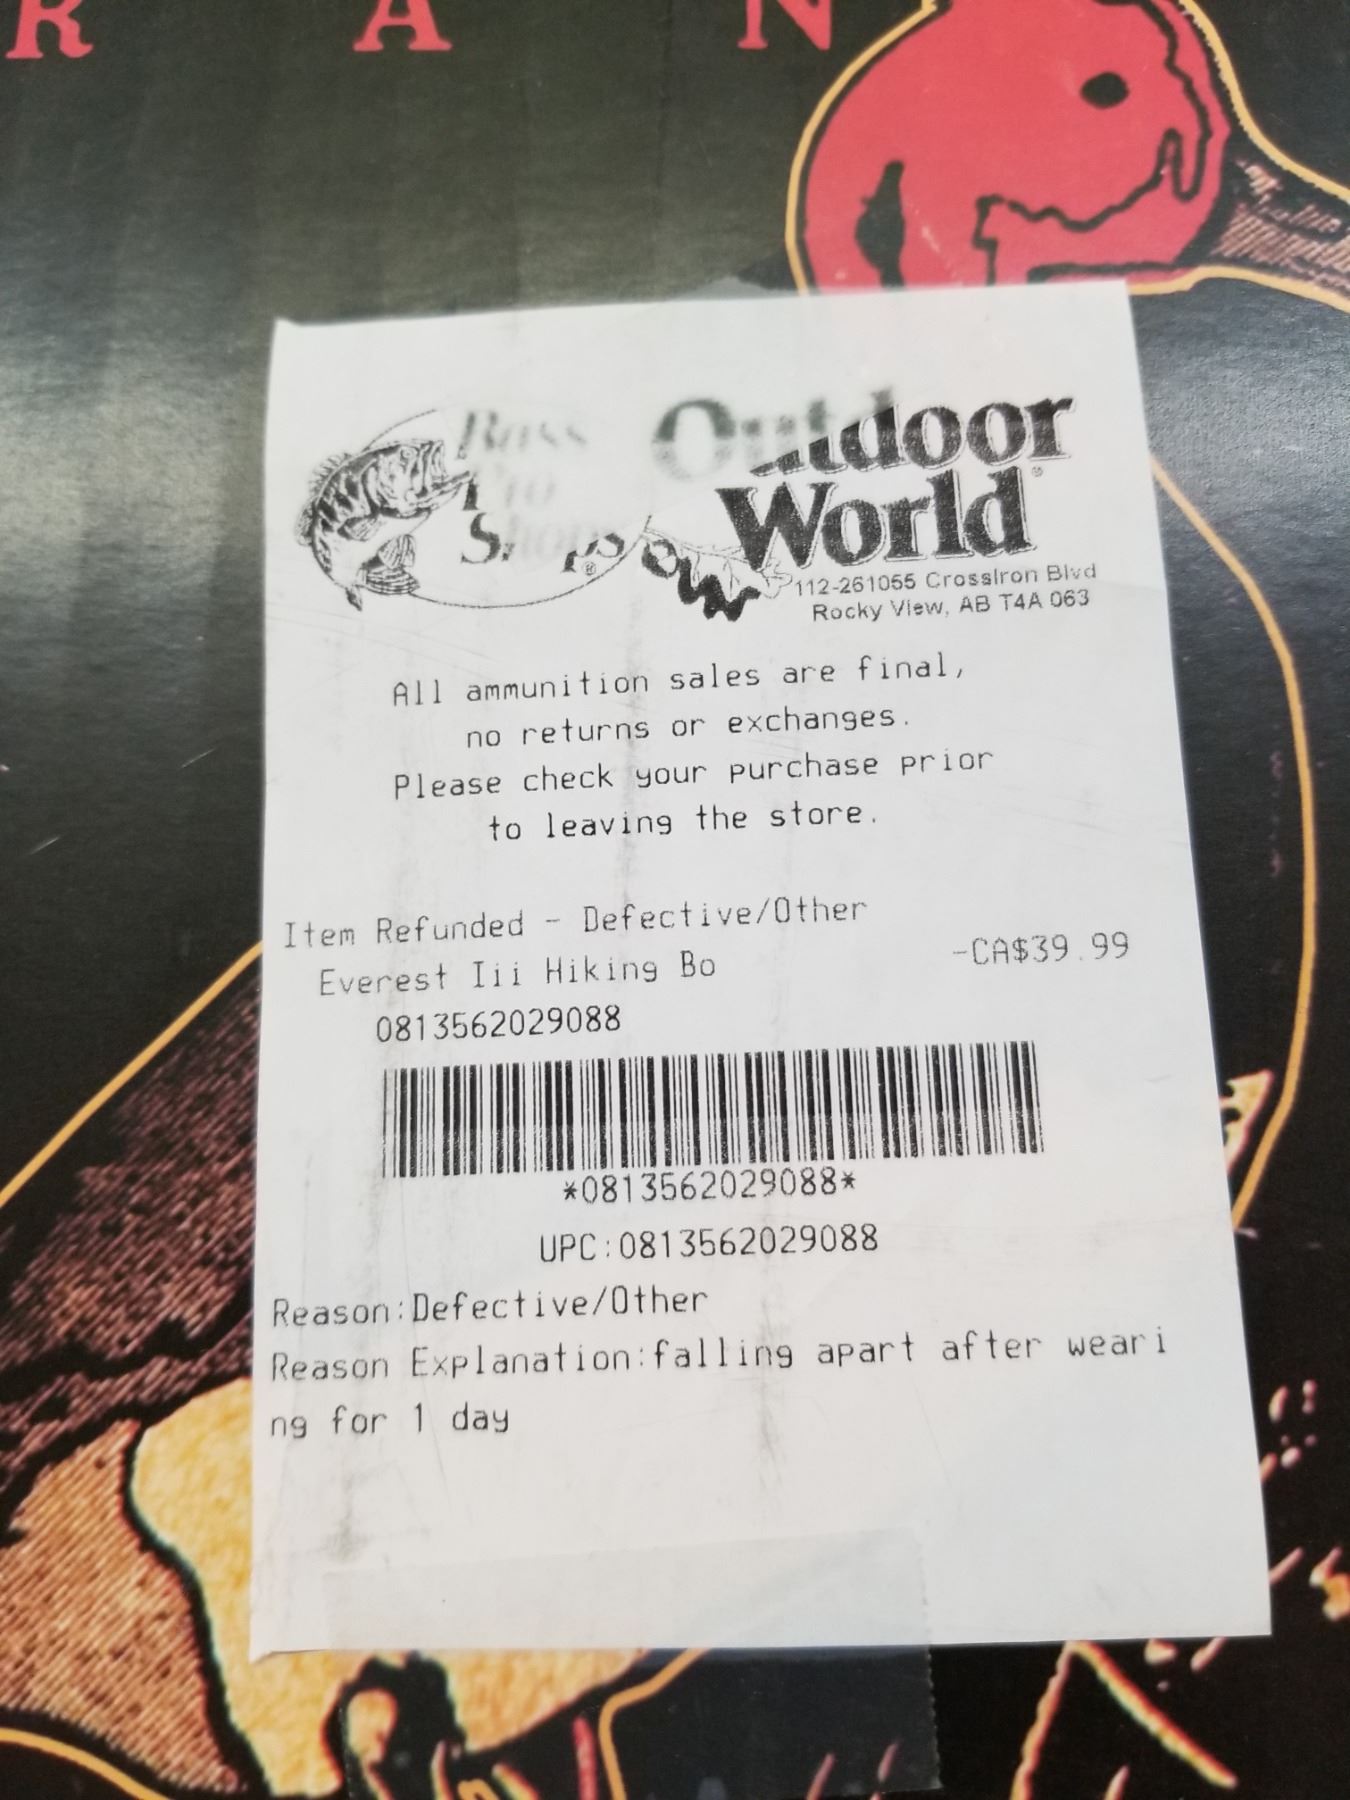 R A N
Bass Outdoor
Pro World®
Shops®
112-261055 CrossIron Blvd
Rocky View, AB T4A 063
All ammunition sales are final,
no returns or exchanges.
Please check your purchase prior
to leaving the store.
Item Refunded - Defective/Other
Everest Iii Hiking Bo -CA$39.99
0813562029088
*0813562029088*
UPC:0813562029088
Reason:Defective/Other
Reason Explanation:falling apart after weari
ng for 1 day